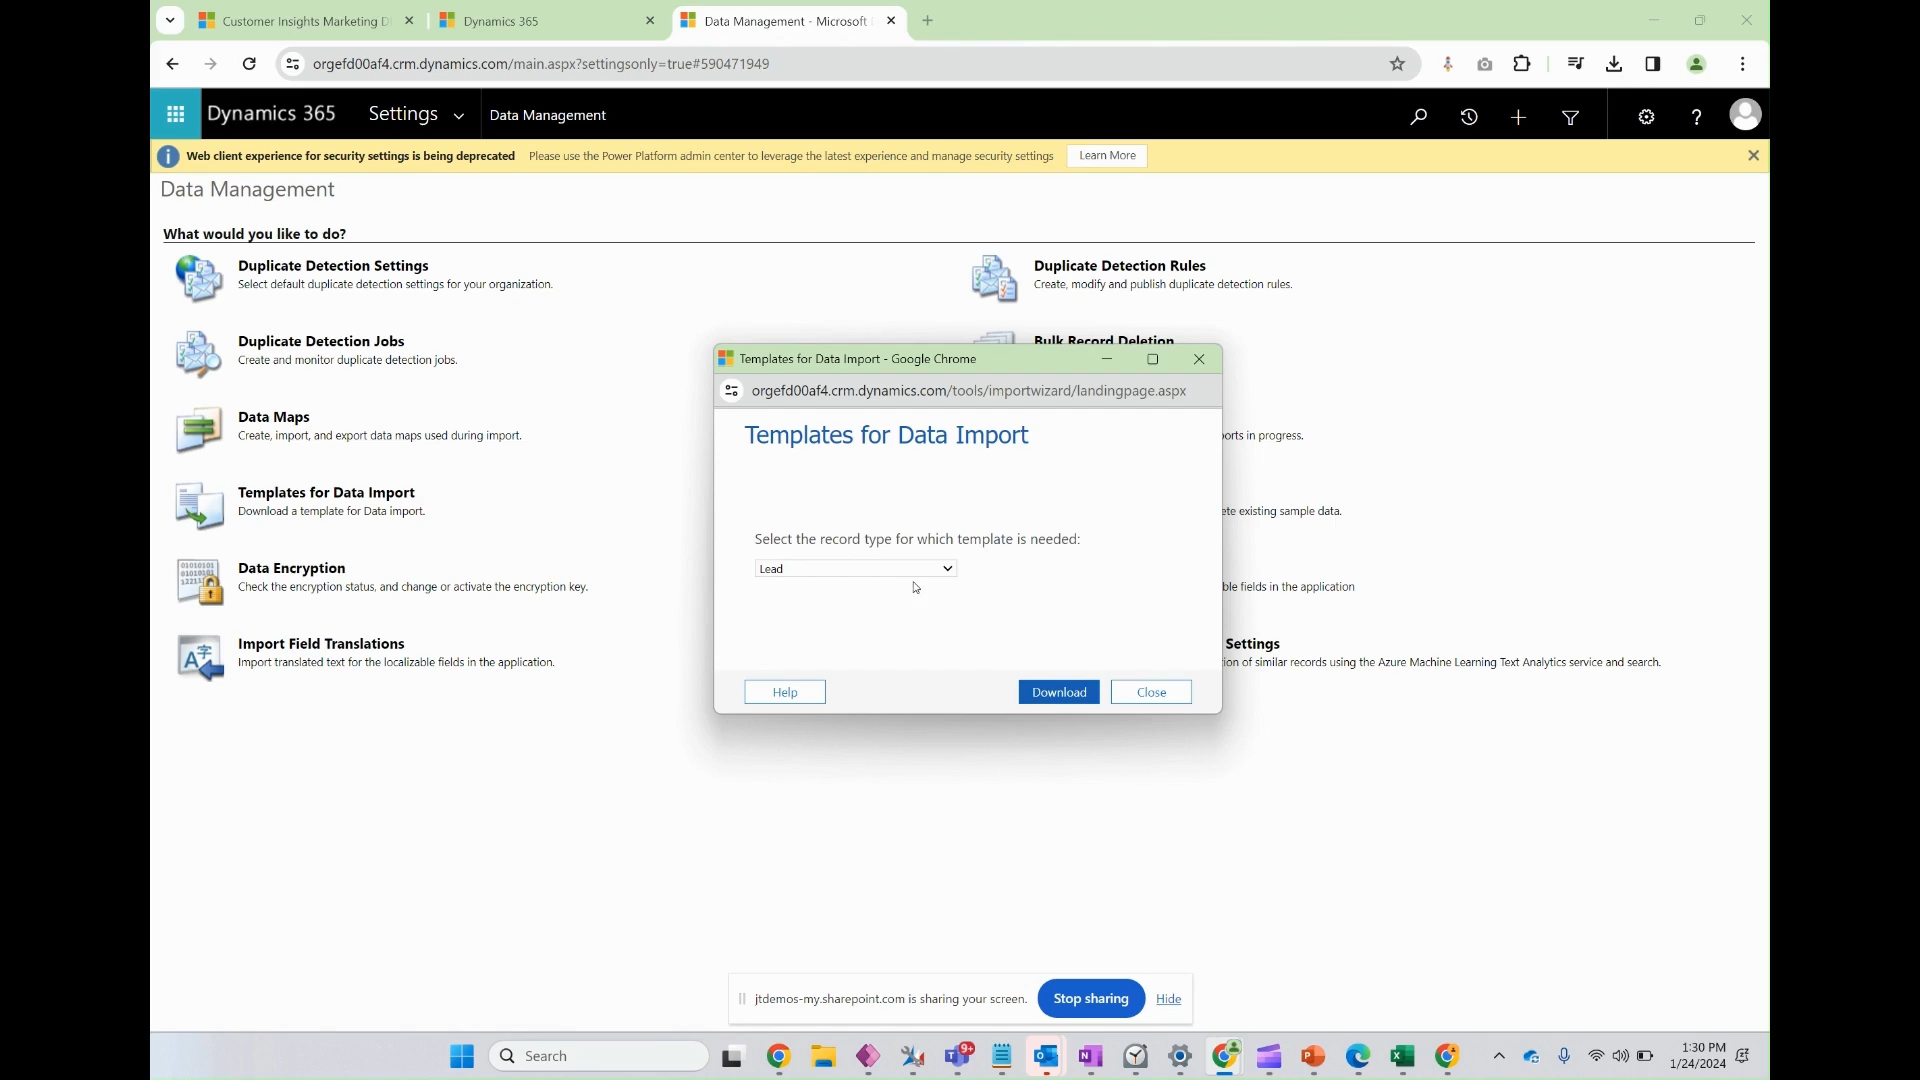 Customer Insights Marketing D
Dynamics 365
Data Management - Microsoft
orgefd00af4.crm.dynamics.com/main.aspx?settingsonly=true#590471949
Dynamics 365
Settings
Data Management
Web client experience for security settings is being deprecated Please use the Power Platform admin center to leverage the latest experience and manage security settings Learn More
Data Management
What would you like to do?
Duplicate Detection Settings
Select default duplicate detection settings for your organization.
Duplicate Detection Rules
Create, modify and publish duplicate detection rules.
Duplicate Detection Jobs
Create and monitor duplicate detection jobs.
Bulk Record Deletion
Data Maps
Create, import, and export data maps used during import.
orts in progress.
Templates for Data Import
Download a template for Data import.
ete existing sample data.
Data Encryption
Check the encryption status, and change or activate the encryption key.
ble fields in the application
Import Field Translations
Import translated text for the localizable fields in the application.
Settings
ion of similar records using the Azure Machine Learning Text Analytics service and search.
Templates for Data Import - Google Chrome
orgefd00af4.crm.dynamics.com/tools/importwizard/landingpage.aspx
Templates for Data Import
Select the record type for which template is needed:
Lead
Help
Download
Close
jtdemos-my.sharepoint.com is sharing your screen.
Stop sharing
Hide
Search
9+
1:30 PM
1/24/2024